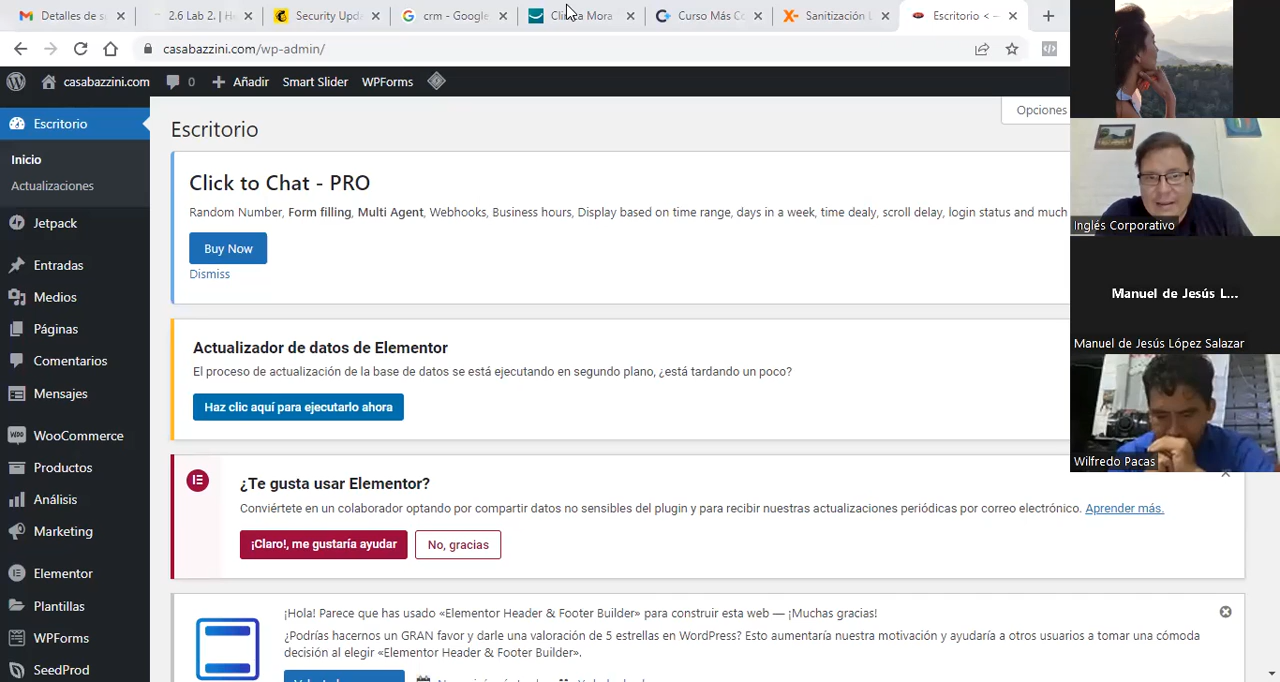 Detalles de s
2.6 Lab 2. | H
Security Upd
crm - Google
Clínica Mora
Curso Más C
Sanitización L
Escritorio < –
casabazzini.com/wp-admin/
casabazzini.com
0
Añadir
Smart Slider
WPForms
Escritorio
Inicio
Actualizaciones
Jetpack
Entradas
Medios
Páginas
Comentarios
Mensajes
WooCommerce
Productos
Análisis
Marketing
Elementor
Plantillas
WPForms
SeedProd
Escritorio
Opciones
Click to Chat - PRO
Random Number, Form filling, Multi Agent, Webhooks, Business hours, Display based on time range, days in a week, time dealy, scroll delay, login status and much
Buy Now
Dismiss
Actualizador de datos de Elementor
El proceso de actualización de la base de datos se está ejecutando en segundo plano, ¿está tardando un poco?
Haz clic aquí para ejecutarlo ahora
¿Te gusta usar Elementor?
Conviértete en un colaborador optando por compartir datos no sensibles del plugin y para recibir nuestras actualizaciones periódicas por correo electrónico. Aprender más.
¡Claro!, me gustaría ayudar
No, gracias
¡Hola! Parece que has usado «Elementor Header & Footer Builder» para construir esta web — ¡Muchas gracias!
¿Podrías hacernos un GRAN favor y darle una valoración de 5 estrellas en WordPress? Esto aumentaría nuestra motivación y ayudaría a otros usuarios a tomar una cómoda
decisión al elegir «Elementor Header & Footer Builder».
Inglés Corporativo
Manuel de Jesús L...
Manuel de Jesús López Salazar
Wilfredo Pacas